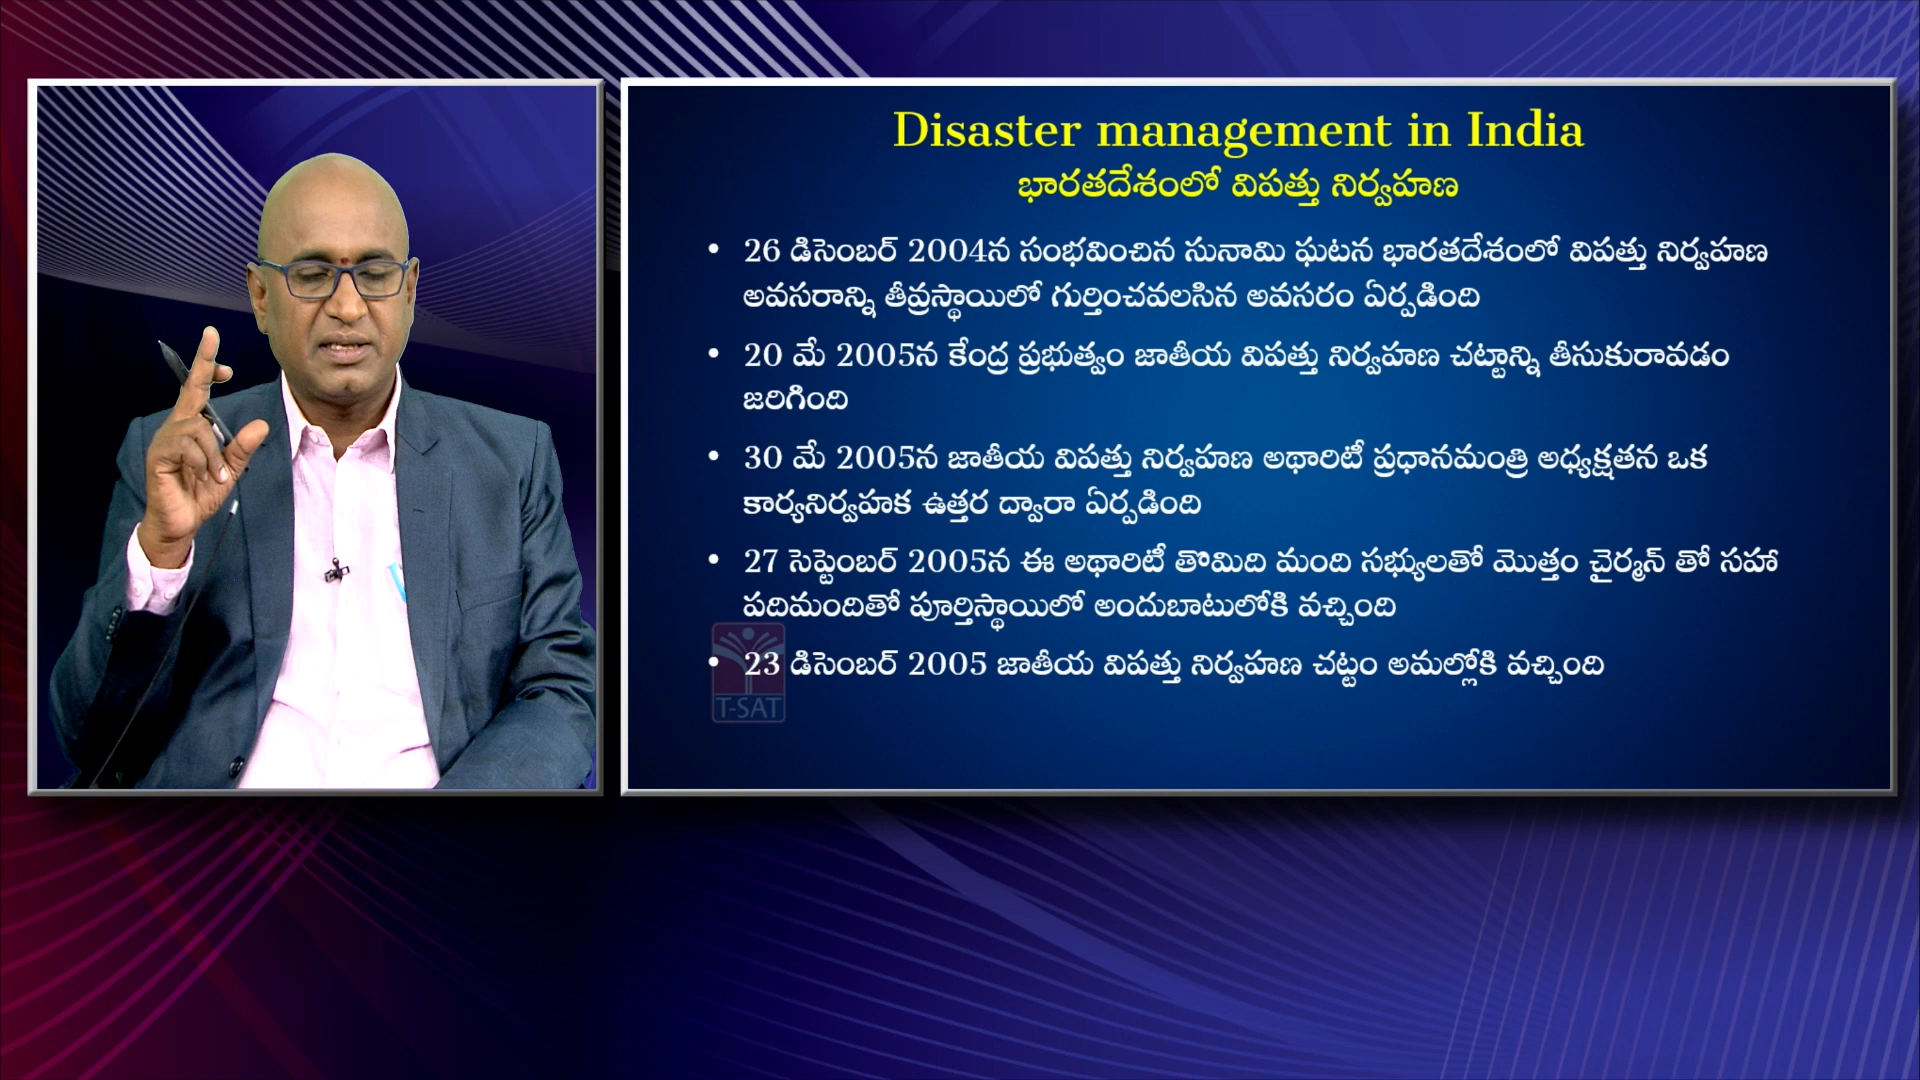 Disaster management in India
భారతదేశంలో విపత్తు నిర్వహణ
• 26 డిసెంబర్ 2004న సంభవించిన సునామి ఘటన భారతదేశంలో విపత్తు నిర్వహణ
అవసరాన్ని తీవ్రస్థాయిలో గుర్తించవలసిన అవసరం ఏర్పడింది
• 20 మే 2005న కేంద్ర ప్రభుత్వం జాతీయ విపత్తు నిర్వహణ చట్టాన్ని తీసుకురావడం
జరిగింది
• 30 మే 2005న జాతీయ విపత్తు నిర్వహణ అథారిటీ ప్రధానమంత్రి అధ్యక్షతన ఒక
కార్యనిర్వహక ఉత్తర ద్వారా ఏర్పడింది
• 27 సెప్టెంబర్ 2005న ఈ అథారిటీ తొమిది మంది సభ్యులతో మొత్తం చైర్మన్ తో సహా
పదిమందితో పూర్తిస్థాయిలో అందుబాటులోకి వచ్చింది
• 23 డిసెంబర్ 2005 జాతీయ విపత్తు నిర్వహణ చట్టం అమల్లోకి వచ్చింది
T-SAT